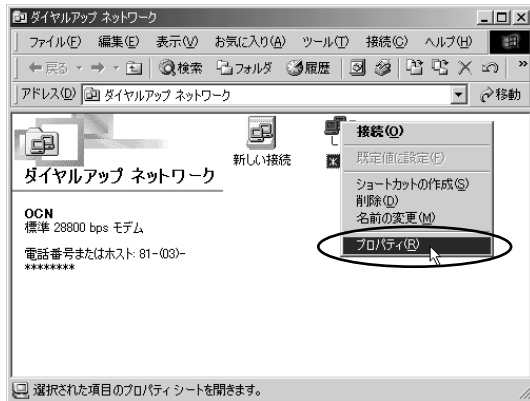 ダイヤルアップ ネットワーク
ファイル(F) 編集(E) 表示(V) お気に入り(A) ツール(T) 接続(C) ヘルプ(H)
戻る 検索 フォルダ 履歴 »
アドレス(D) ダイヤルアップ ネットワーク 移動
ダイヤルアップ ネットワーク
OCN
標準 28800 bps モデム
電話番号またはホスト: 81-(03)-
********
新しい接続
接続(O)
既定値に設定(F)
ショートカットの作成(S)
削除(D)
名前の変更(M)
プロパティ(R)
選択された項目のプロパティ シートを開きます。